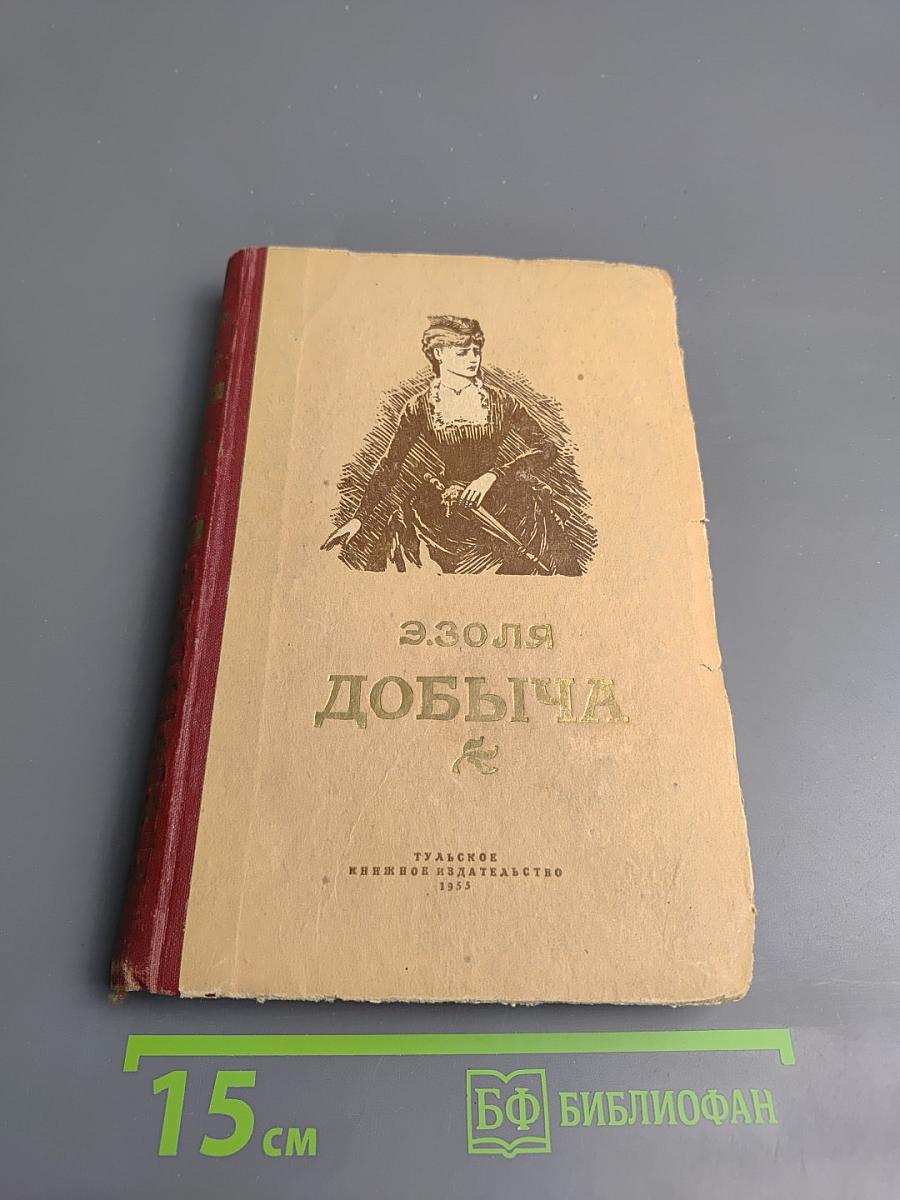 Э.ЗОЛЯ
ДОБЫЧА
ТУЛЬСКОЕ
КНИЖНОЕ ИЗДАТЕЛЬСТВО
1955
15 СМ
БФ БИБЛИОФАН